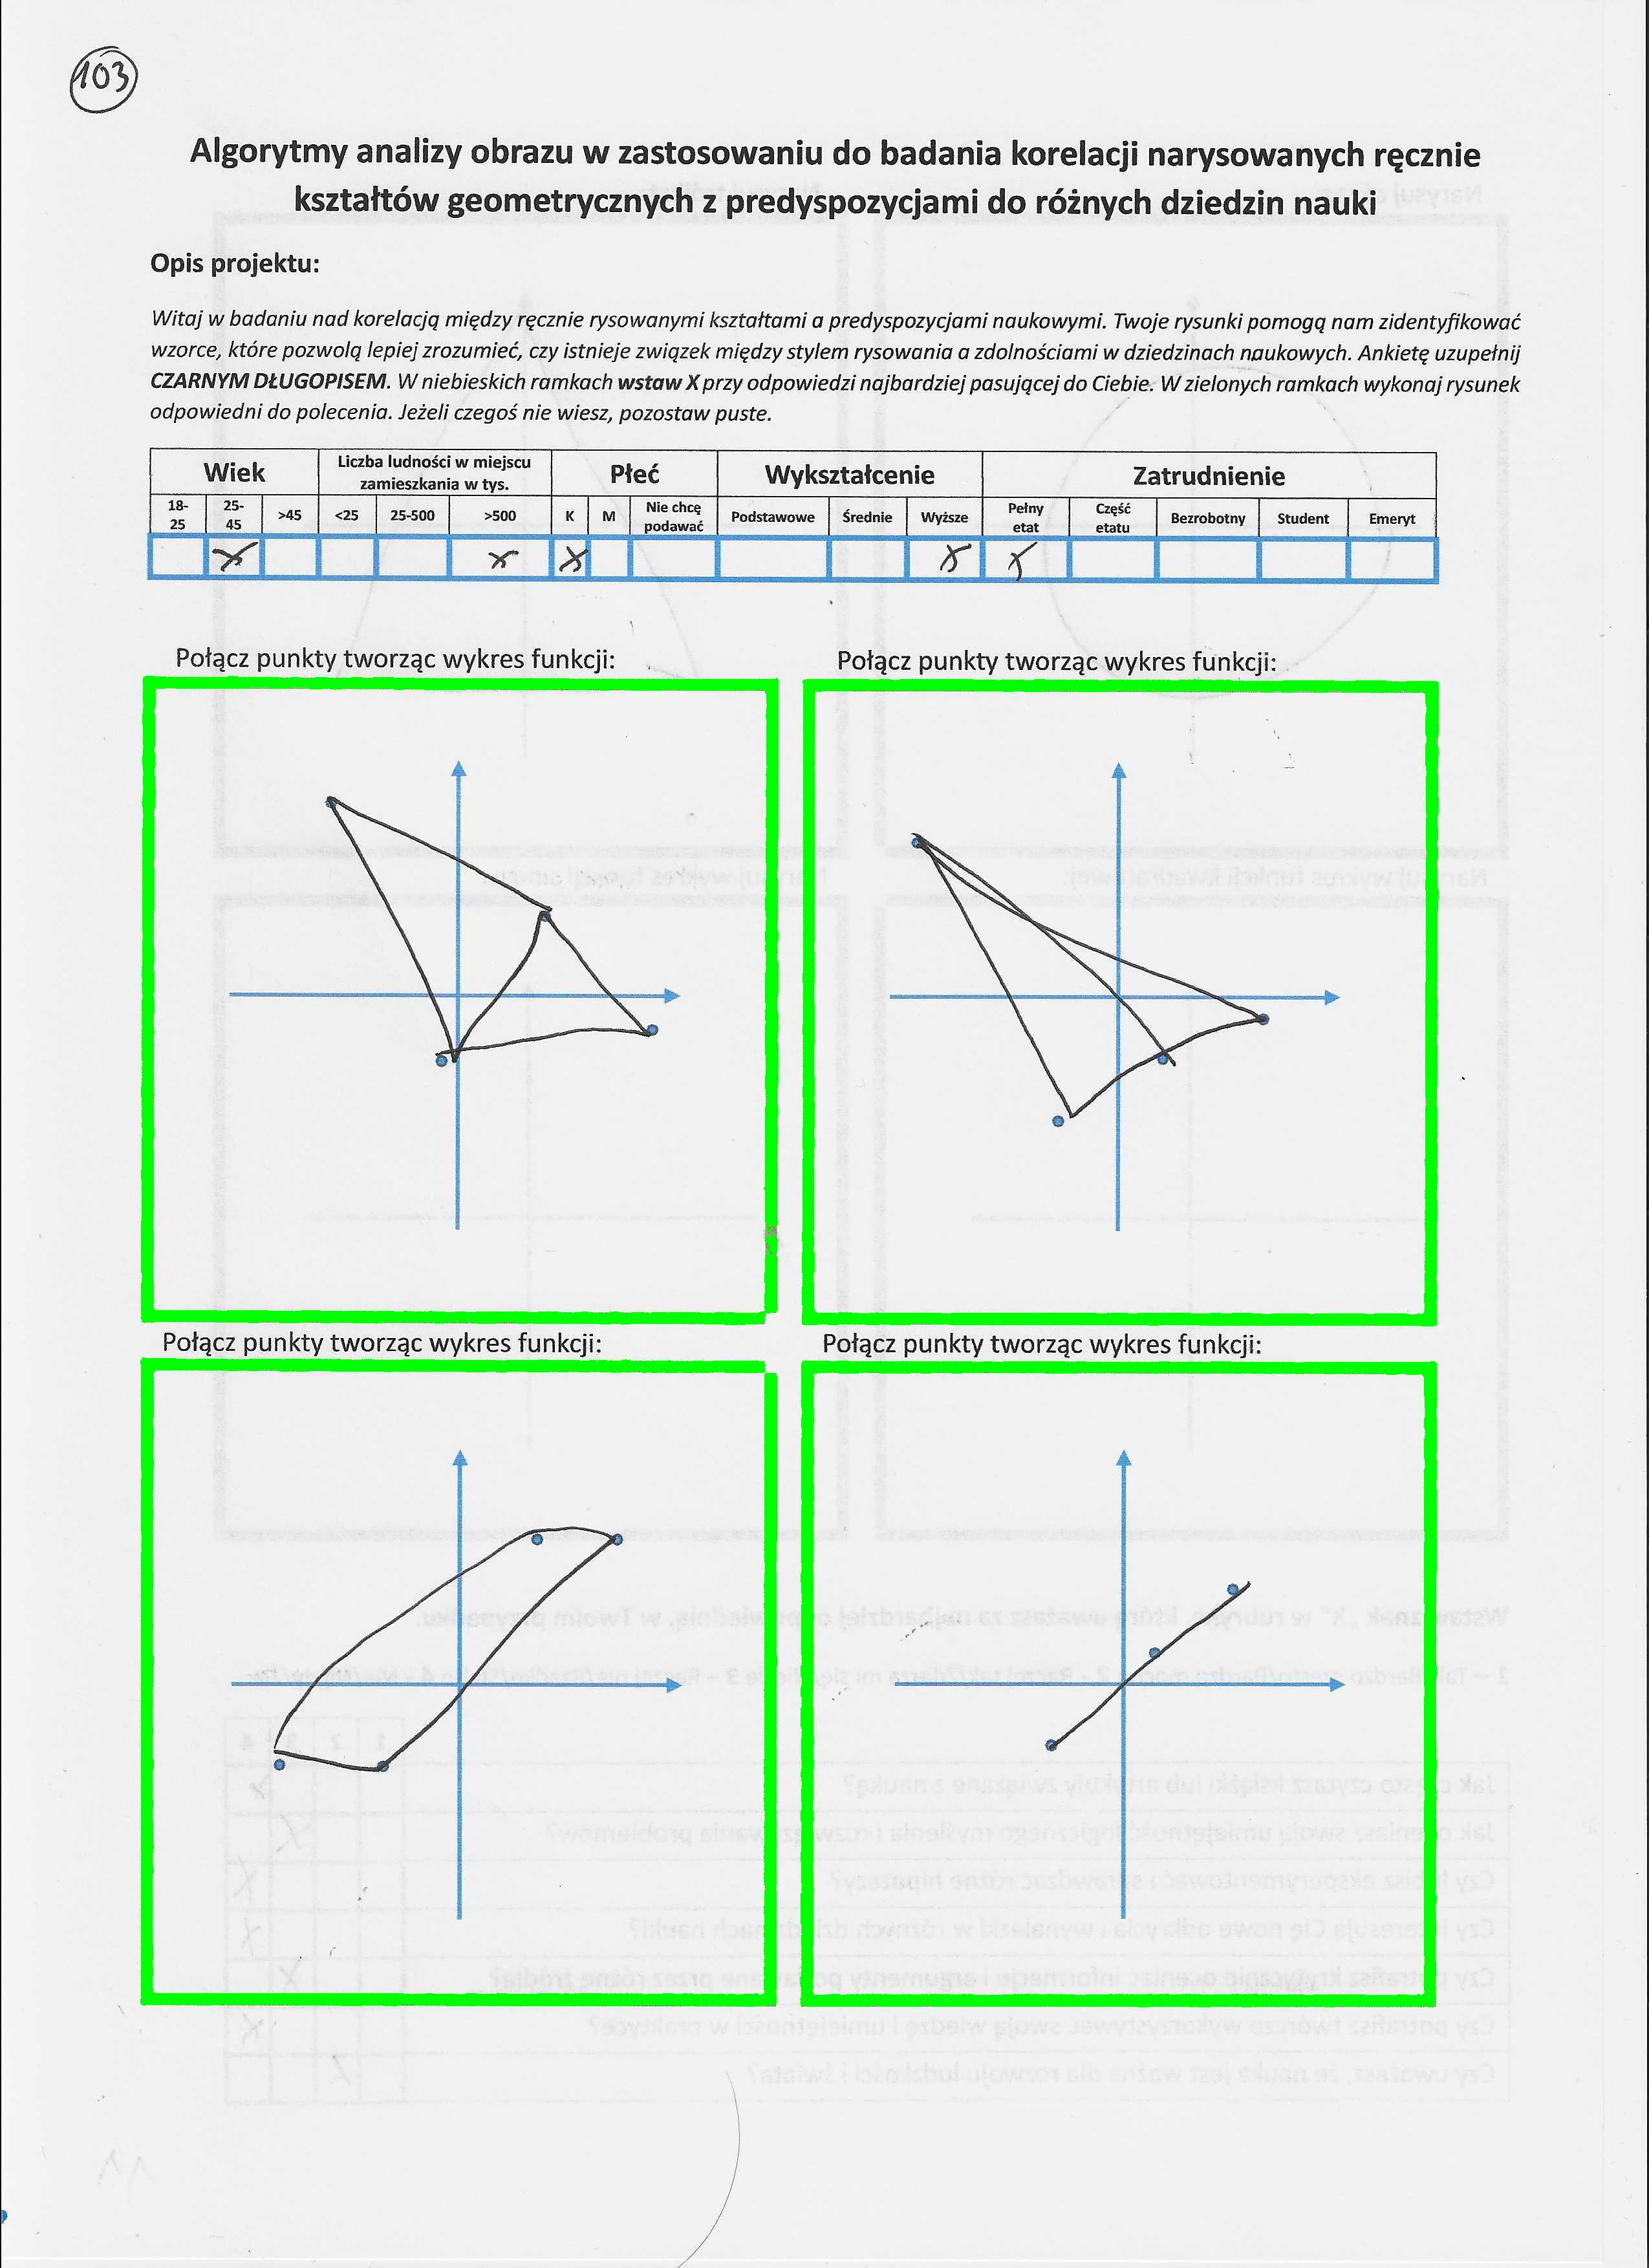 103
Algorytmy analizy obrazu w zastosowaniu do badania korelacji narysowanych ręcznie
kształtów geometrycznych z predyspozycjami do różnych dziedzin nauki
Opis projektu:
Witaj w badaniu nad korelacją między ręcznie rysowanymi kształtami a predyspozycjami naukowymi. Twoje rysunki pomogą nam zidentyfikować
wzorce, które pozwolą lepiej zrozumieć, czy istnieje związek między stylem rysowania a zdolnościami w dziedzinach naukowych. Ankietę uzupełnij
CZARNYM DŁUGOPISEM. W niebieskich ramkach wstaw X przy odpowiedzi najbardziej pasującej do Ciebie. W zielonych ramkach wykonaj rysunek
odpowiedni do polecenia. Jeżeli czegoś nie wiesz, pozostaw puste.
Wiek Liczba ludności w miejscu zamieszkania w tys. Płeć Wykształcenie Zatrudnienie
18-25 25-45 >45 <25 25-500 >500 K M Nie chcę podawać Podstawowe Średnie Wyższe Pełny etat Część etatu Bezrobotny Student Emeryt
X X X X X
Połącz punkty tworząc wykres funkcji: Połącz punkty tworząc wykres funkcji:
Połącz punkty tworząc wykres funkcji: Połącz punkty tworząc wykres funkcji: